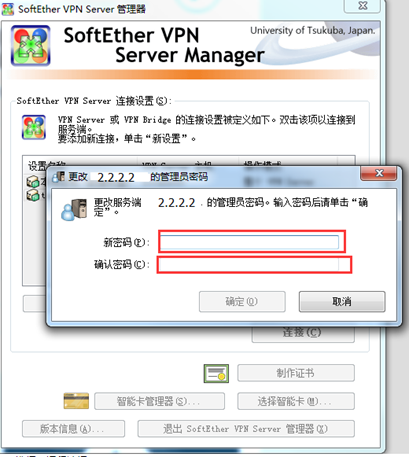 SoftEther VPN Server 管理器
University of Tsukuba, Japan.
SoftEther VPN
Server Manager
SoftEther VPN Server 连接设置(S):
VPN Server 或 VPN Bridge 的连接设置被定义如下。双击该项以连接到
服务端。
要添加新连接，单击“新设置”。
更改 2.2.2.2 的管理员密码
更改服务端 2.2.2.2 . 的管理员密码。输入密码后请单击“确
定”。
新密码(P):
确认密码(C):
确定(O)
取消
连接(C)
制作证书
智能卡管理器(S)...
选择智能卡(M)...
版本信息(A)...
退出 SoftEther VPN Server 管理器(X)